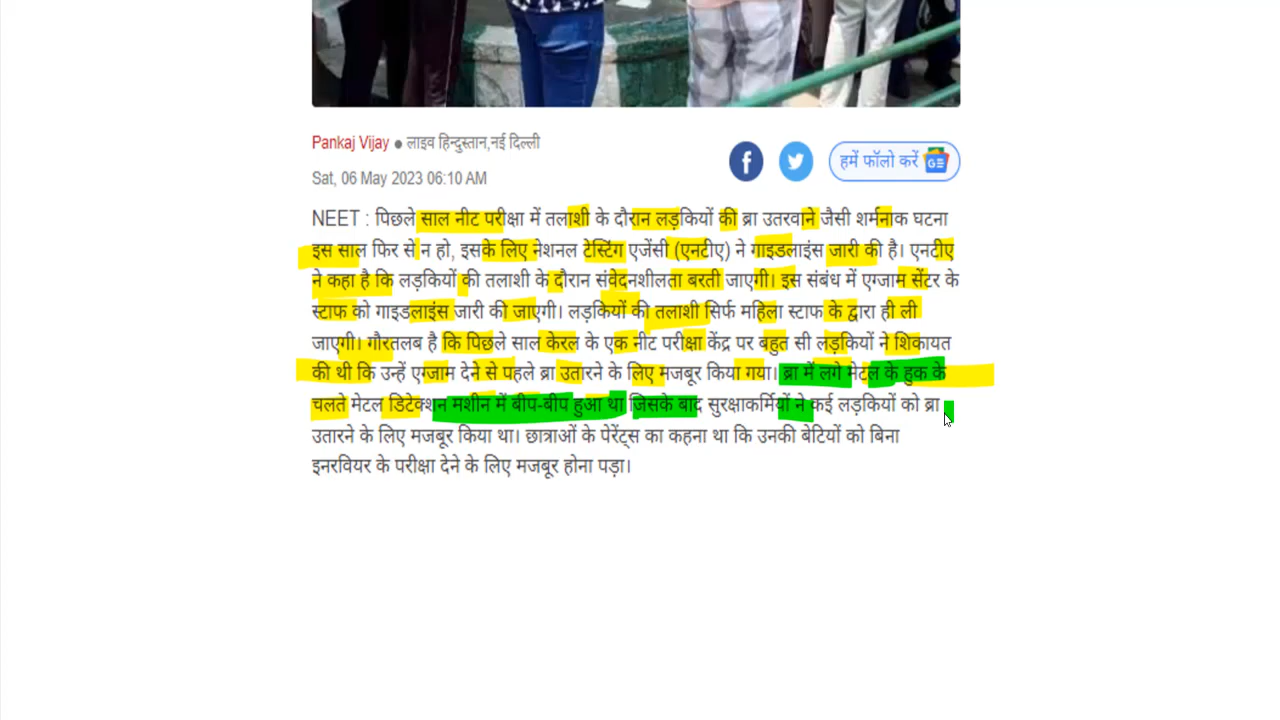 Pankaj Vijay ● लाइव हिन्दुस्तान,नई दिल्ली
हमें फॉलो करें
Sat, 06 May 2023 06:10 AM
NEET : पिछले साल नीट परीक्षा में तलाशी के दौरान लड़कियों की ब्रा उतरवाने जैसी शर्मनाक घटना
इस साल फिर से न हो, इसके लिए नेशनल टेस्टिंग एजेंसी (एनटीए) ने गाइडलाइंस जारी की है। एनटीए
ने कहा है कि लड़कियों की तलाशी के दौरान संवेदनशीलता बरती जाएगी। इस संबंध में एग्जाम सेंटर के
स्टाफ को गाइडलाइंस जारी की जाएगी। लड़कियों की तलाशी सिर्फ महिला स्टाफ के द्वारा ही ली
जाएगी। गौरतलब है कि पिछले साल केरल के एक नीट परीक्षा केंद्र पर बहुत सी लड़कियों ने शिकायत
की थी कि उन्हें एग्जाम देने से पहले ब्रा उतारने के लिए मजबूर किया गया। ब्रा में लगे मेटल के हुक के
चलते मेटल डिटेक्शन मशीन में बीप-बीप हुआ था जिसके बाद सुरक्षाकर्मियों ने कई लड़कियों को ब्रा
उतारने के लिए मजबूर किया था। छात्राओं के पेरेंट्स का कहना था कि उनकी बेटियों को बिना
इनरवियर के परीक्षा देने के लिए मजबूर होना पड़ा।